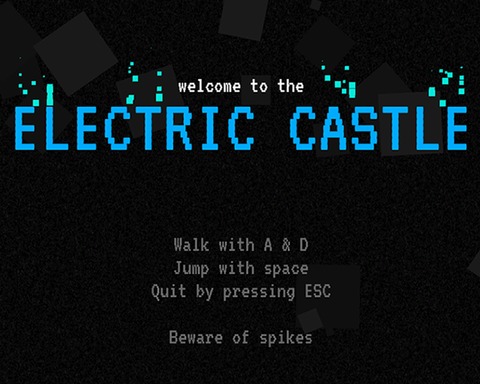 welcome to the
ELECTRIC CASTLE
Walk with A & D
Jump with space
Quit by pressing ESC
Beware of spikes